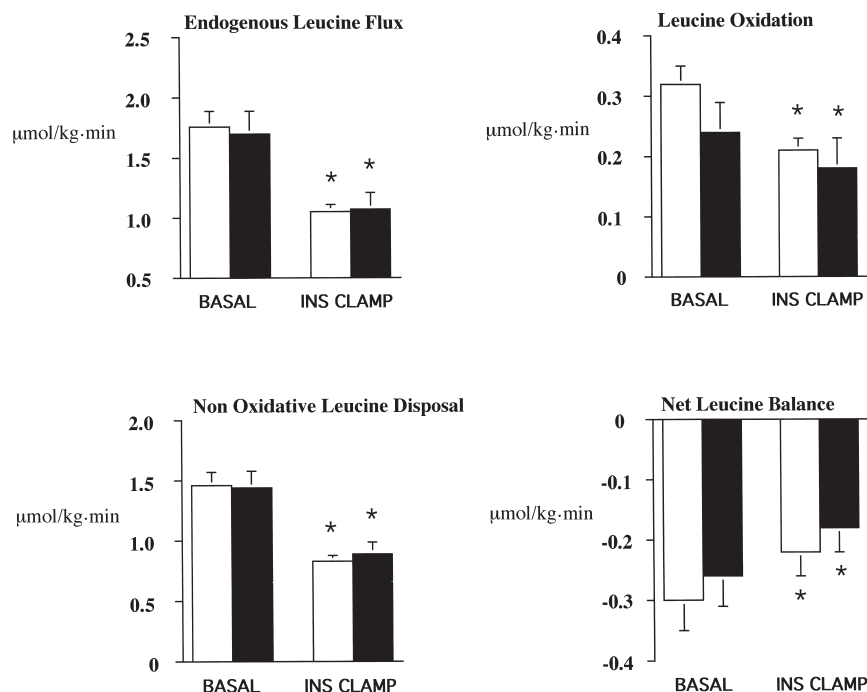 Endogenous Leucine Flux
2.5
2.0
µmol/kg·min
1.5
* *
1.0
0.5
BASAL INS CLAMP
Leucine Oxidation
0.4
0.3
* *
µmol/kg·min
0.2
0.1
0
BASAL INS CLAMP
Non Oxidative Leucine Disposal
2.0
1.5
µmol/kg·min
* *
1.0
0.5
0
BASAL INS CLAMP
Net Leucine Balance
0
-0.1
µmol/kg·min
-0.2
* *
-0.3
-0.4
BASAL INS CLAMP